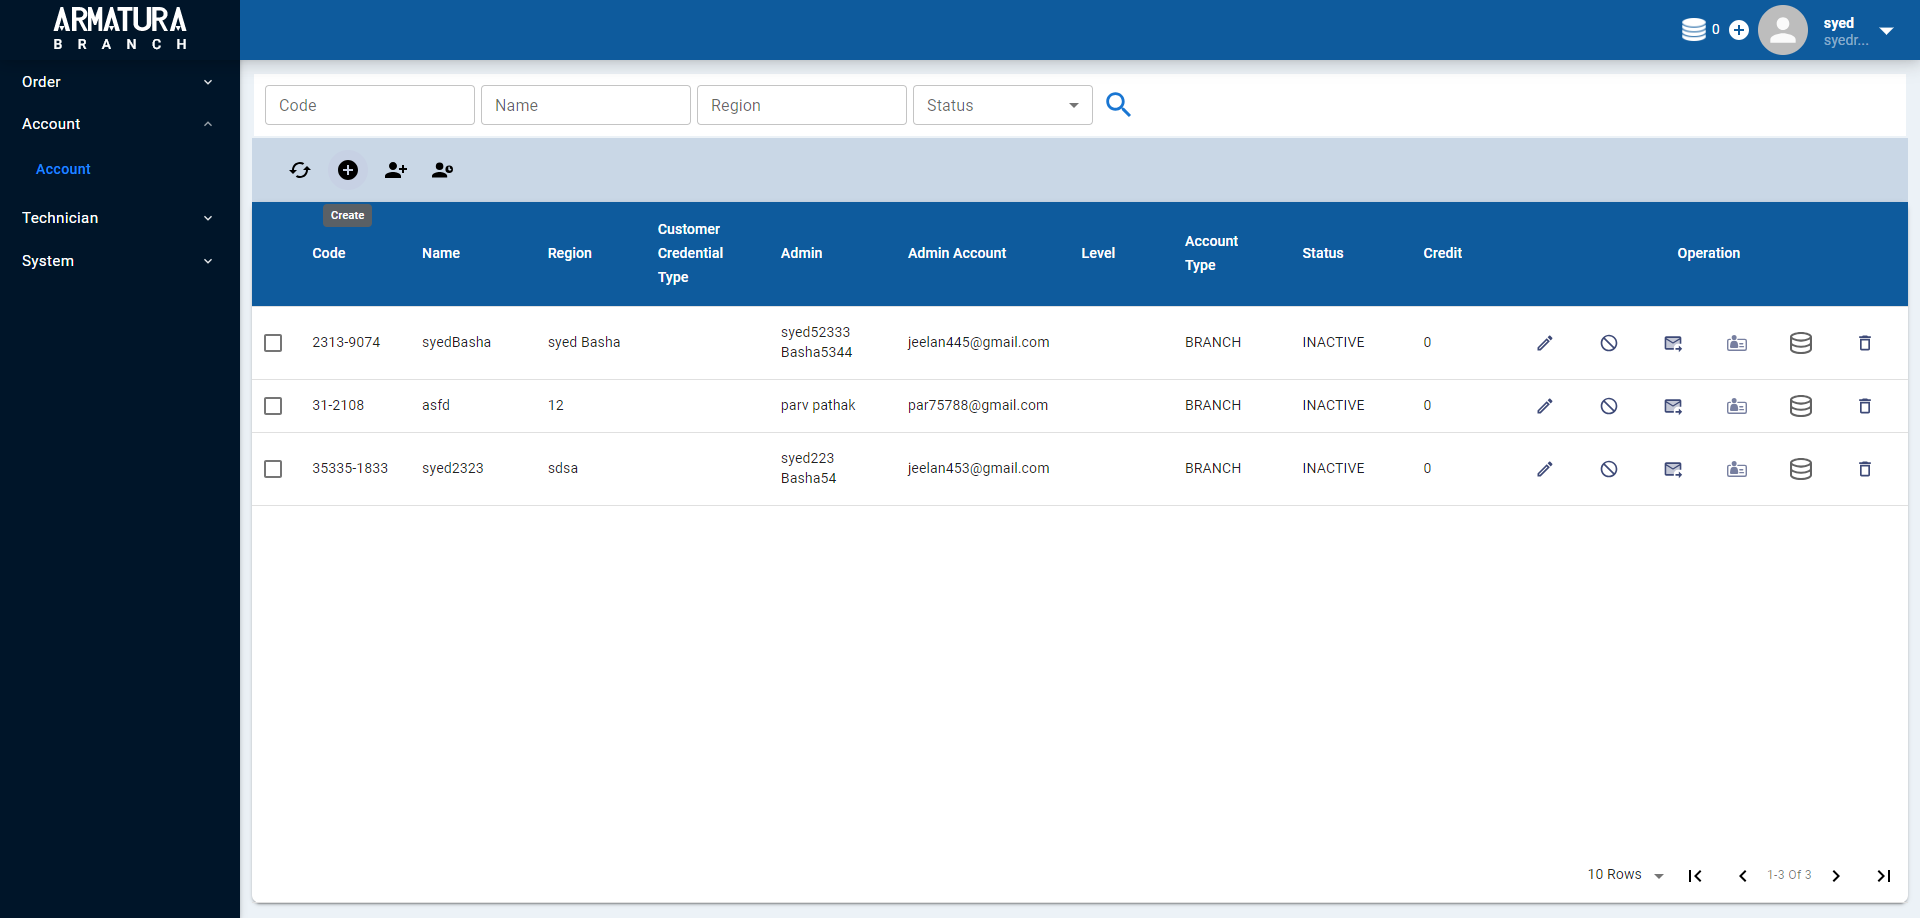 ARMATURA
BRANCH
0
syed
syedr...
Order
Account
Account
Technician
System
Code
Name
Region
Status
Create
Code
Name
Region
Customer
Credential
Type
Admin
Admin Account
Level
Account
Type
Status
Credit
Operation
2313-9074 syedBasha syed Basha syed52333 jeelan445@gmail.com BRANCH INACTIVE 0
Basha5344
31-2108 asfd 12 parv pathak par75788@gmail.com BRANCH INACTIVE 0
35335-1833 syed2323 sdsa syed223 jeelan453@gmail.com BRANCH INACTIVE 0
Basha54
10 Rows
1-3 Of 3